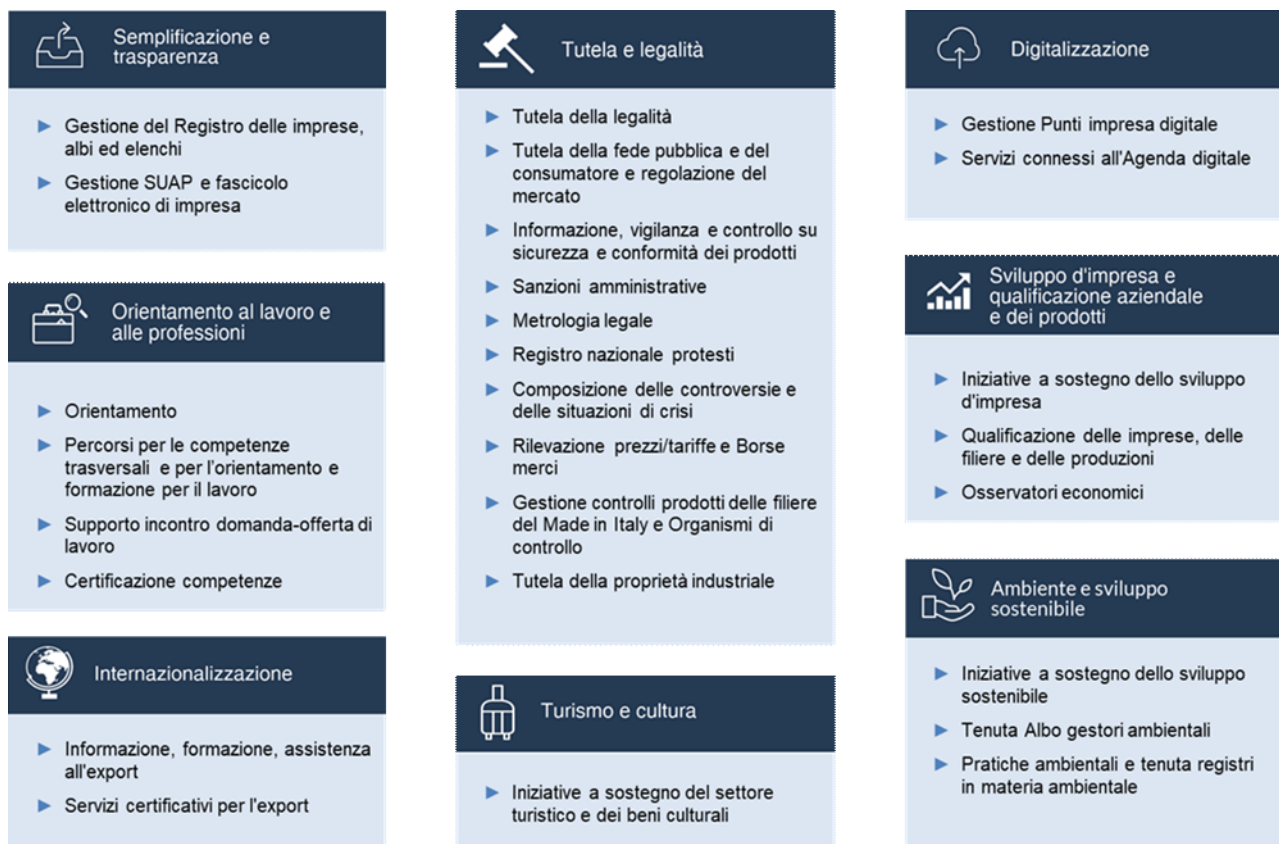 Semplificazione e
trasparenza
► Gestione del Registro delle imprese,
albi ed elenchi
► Gestione SUAP e fascicolo
elettronico di impresa
Orientamento al lavoro e
alle professioni
► Orientamento
► Percorsi per le competenze
trasversali e per l'orientamento e
formazione per il lavoro
► Supporto incontro domanda-offerta di
lavoro
► Certificazione competenze
Internazionalizzazione
► Informazione, formazione, assistenza
all'export
► Servizi certificativi per l'export
Tutela e legalità
► Tutela della legalità
► Tutela della fede pubblica e del
consumatore e regolazione del
mercato
► Informazione, vigilanza e controllo su
sicurezza e conformità dei prodotti
► Sanzioni amministrative
► Metrologia legale
► Registro nazionale protesti
► Composizione delle controversie e
delle situazioni di crisi
► Rilevazione prezzi/tariffe e Borse
merci
► Gestione controlli prodotti delle filiere
del Made in Italy e Organismi di
controllo
► Tutela della proprietà industriale
Turismo e cultura
► Iniziative a sostegno del settore
turistico e dei beni culturali
Digitalizzazione
► Gestione Punti impresa digitale
► Servizi connessi all'Agenda digitale
Sviluppo d'impresa e
qualificazione aziendale
e dei prodotti
► Iniziative a sostegno dello sviluppo
d'impresa
► Qualificazione delle imprese, delle
filiere e delle produzioni
► Osservatori economici
Ambiente e sviluppo
sostenibile
► Iniziative a sostegno dello sviluppo
sostenibile
► Tenuta Albo gestori ambientali
► Pratiche ambientali e tenuta registri
in materia ambientale